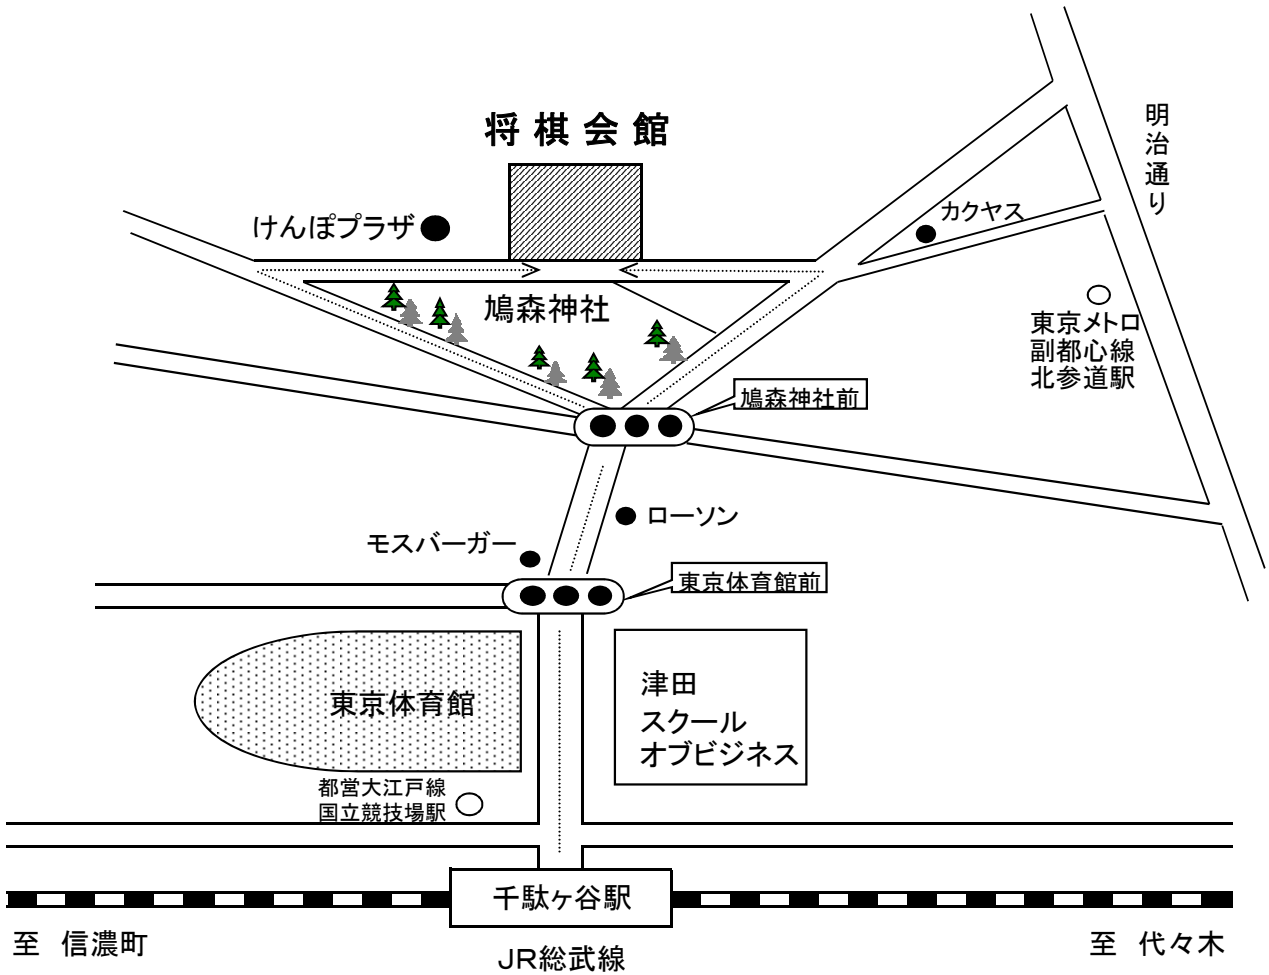 将棋会館
明治通り
けんぽプラザ
カクヤス
鳩森神社
東京メトロ
副都心線
北参道駅
鳩森神社前
ローソン
モスバーガー
東京体育館前
東京体育館
津田
スクール
オブビジネス
都営大江戸線
国立競技場駅
千駄ヶ谷駅
至 信濃町
至 代々木
JR総武線